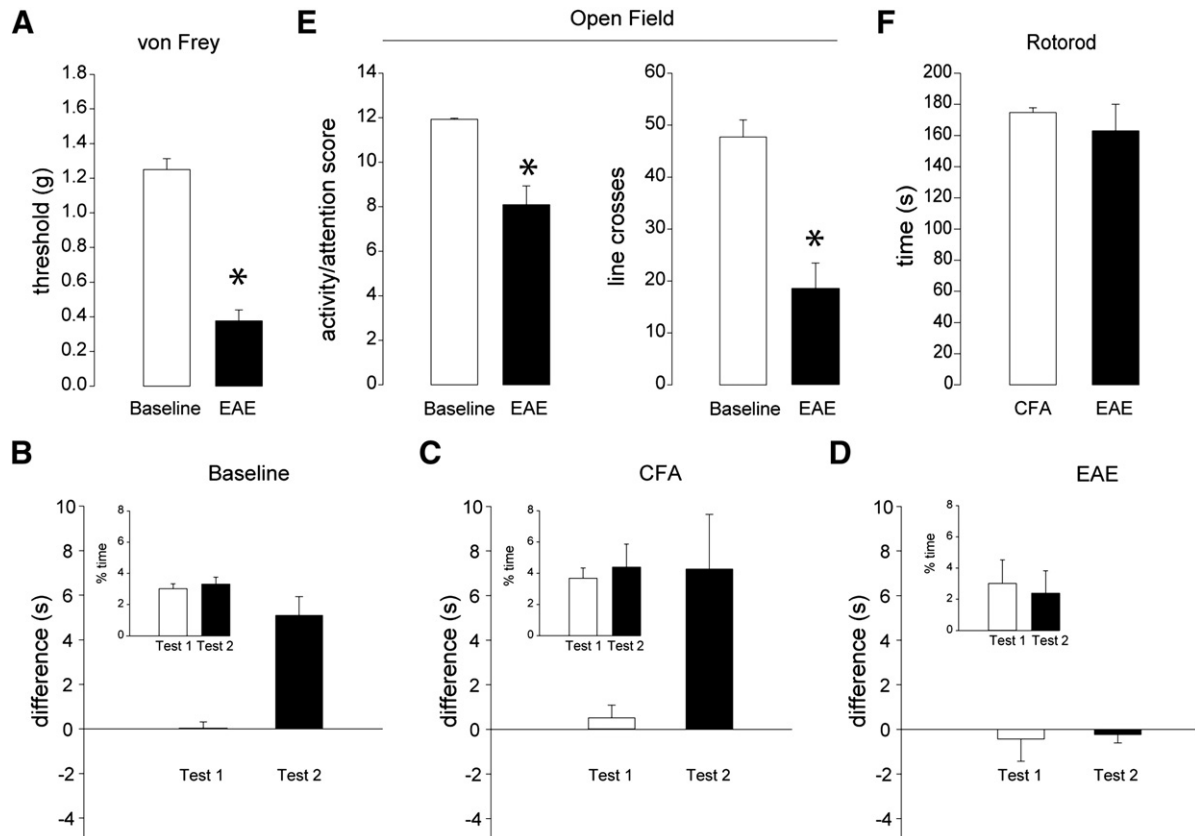 A
von Frey
threshold (g)
1.8
1.6
1.4
1.2
1.0
0.8
0.6
0.4
0.2
0.0
*
Baseline EAE
E
Open Field
activity/attention score
14
12
10
8
6
4
2
0
*
Baseline EAE
line crosses
60
50
40
30
20
10
0
*
Baseline EAE
F
Rotorod
time (s)
200
180
160
140
120
100
80
60
40
20
0
CFA EAE
B
Baseline
difference (s)
10
8
6
4
2
0
-2
-4
% time
8
6
4
2
0
Test 1 Test 2
Test 1 Test 2
C
CFA
difference (s)
10
8
6
4
2
0
-2
-4
% time
8
6
4
2
0
Test 1 Test 2
Test 1 Test 2
D
EAE
difference (s)
10
8
6
4
2
0
-2
-4
% time
8
6
4
2
0
Test 1 Test 2
Test 1 Test 2